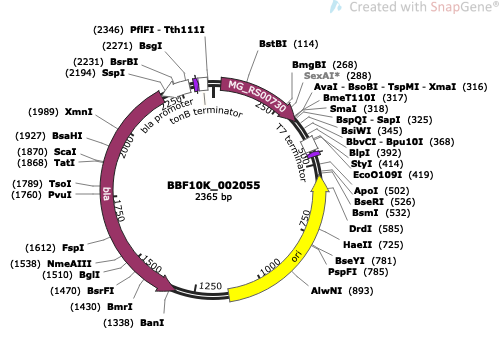 Created with SnapGene®
(2346) PflFI - Tth111I
(2271) BsgI
(2231) BsrBI
(2194) SspI
(1989) XmnI
(1927) BsaHI
(1870) ScaI
(1868) TatI
(1789) TsoI
(1760) PvuI
(1612) FspI
(1538) NmeAIII
(1510) BglI
(1470) BsrFI
(1430) BmrI
(1338) BanI
BstBI (114)
BmgBI (268)
SexAI* (288)
AvaI - BsoBI - TspMI - XmaI (316)
BmeT110I (317)
SmaI (318)
BspQI - SapI (325)
BsiWI (345)
BbvCI - Bpu10I (368)
BlpI (392)
StyI (414)
EcoO109I (419)
ApoI (502)
BseRI (526)
BsmI (532)
DrdI (585)
HaeII (725)
BseYI (781)
PspFI (785)
AlwNI (893)
MG_RS00730
T7 terminator
tonB terminator
bla promoter
bla
ori
250
500
750
1000
1250
1500
1750
2000
2250
BBF10K_002055
2365 bp